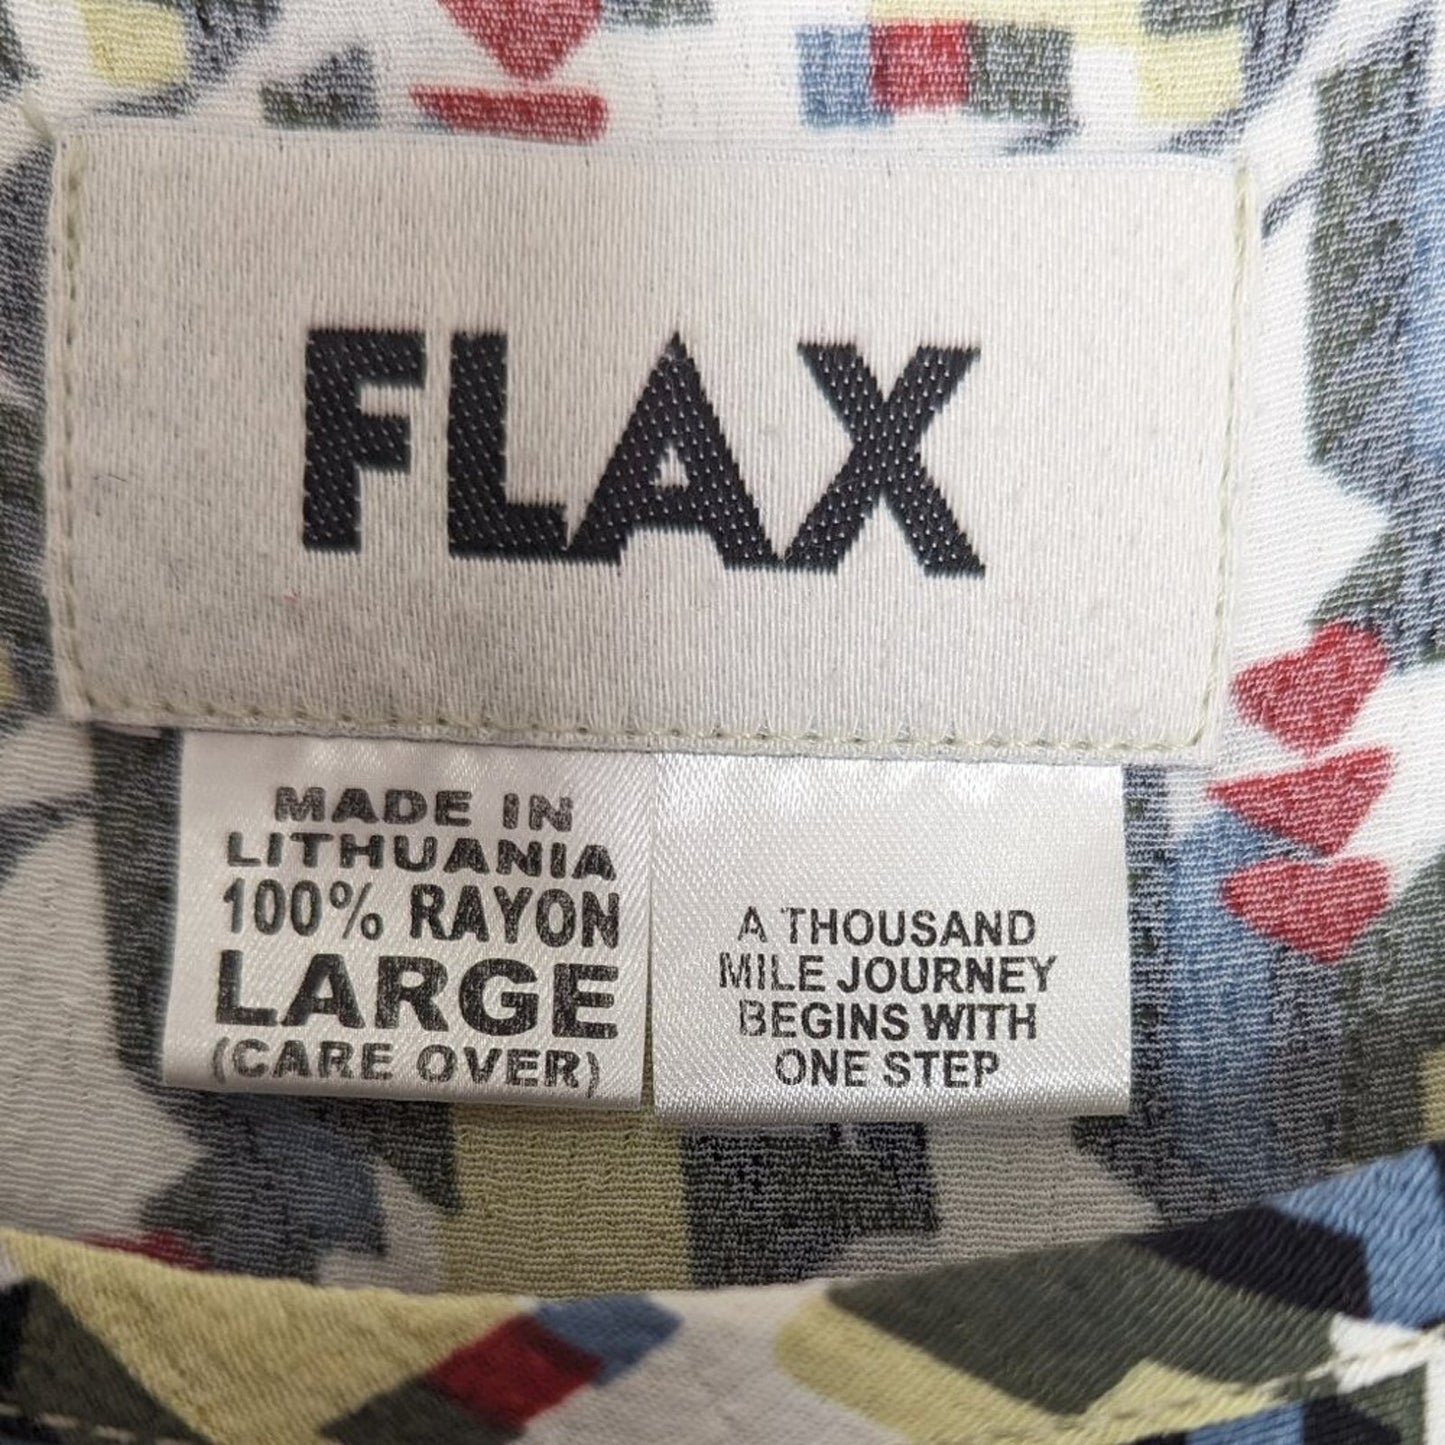 FLAX
MADE IN
LITHUANIA
100% RAYON
LARGE
(CARE OVER)
A THOUSAND
MILE JOURNEY
BEGINS WITH
ONE STEP